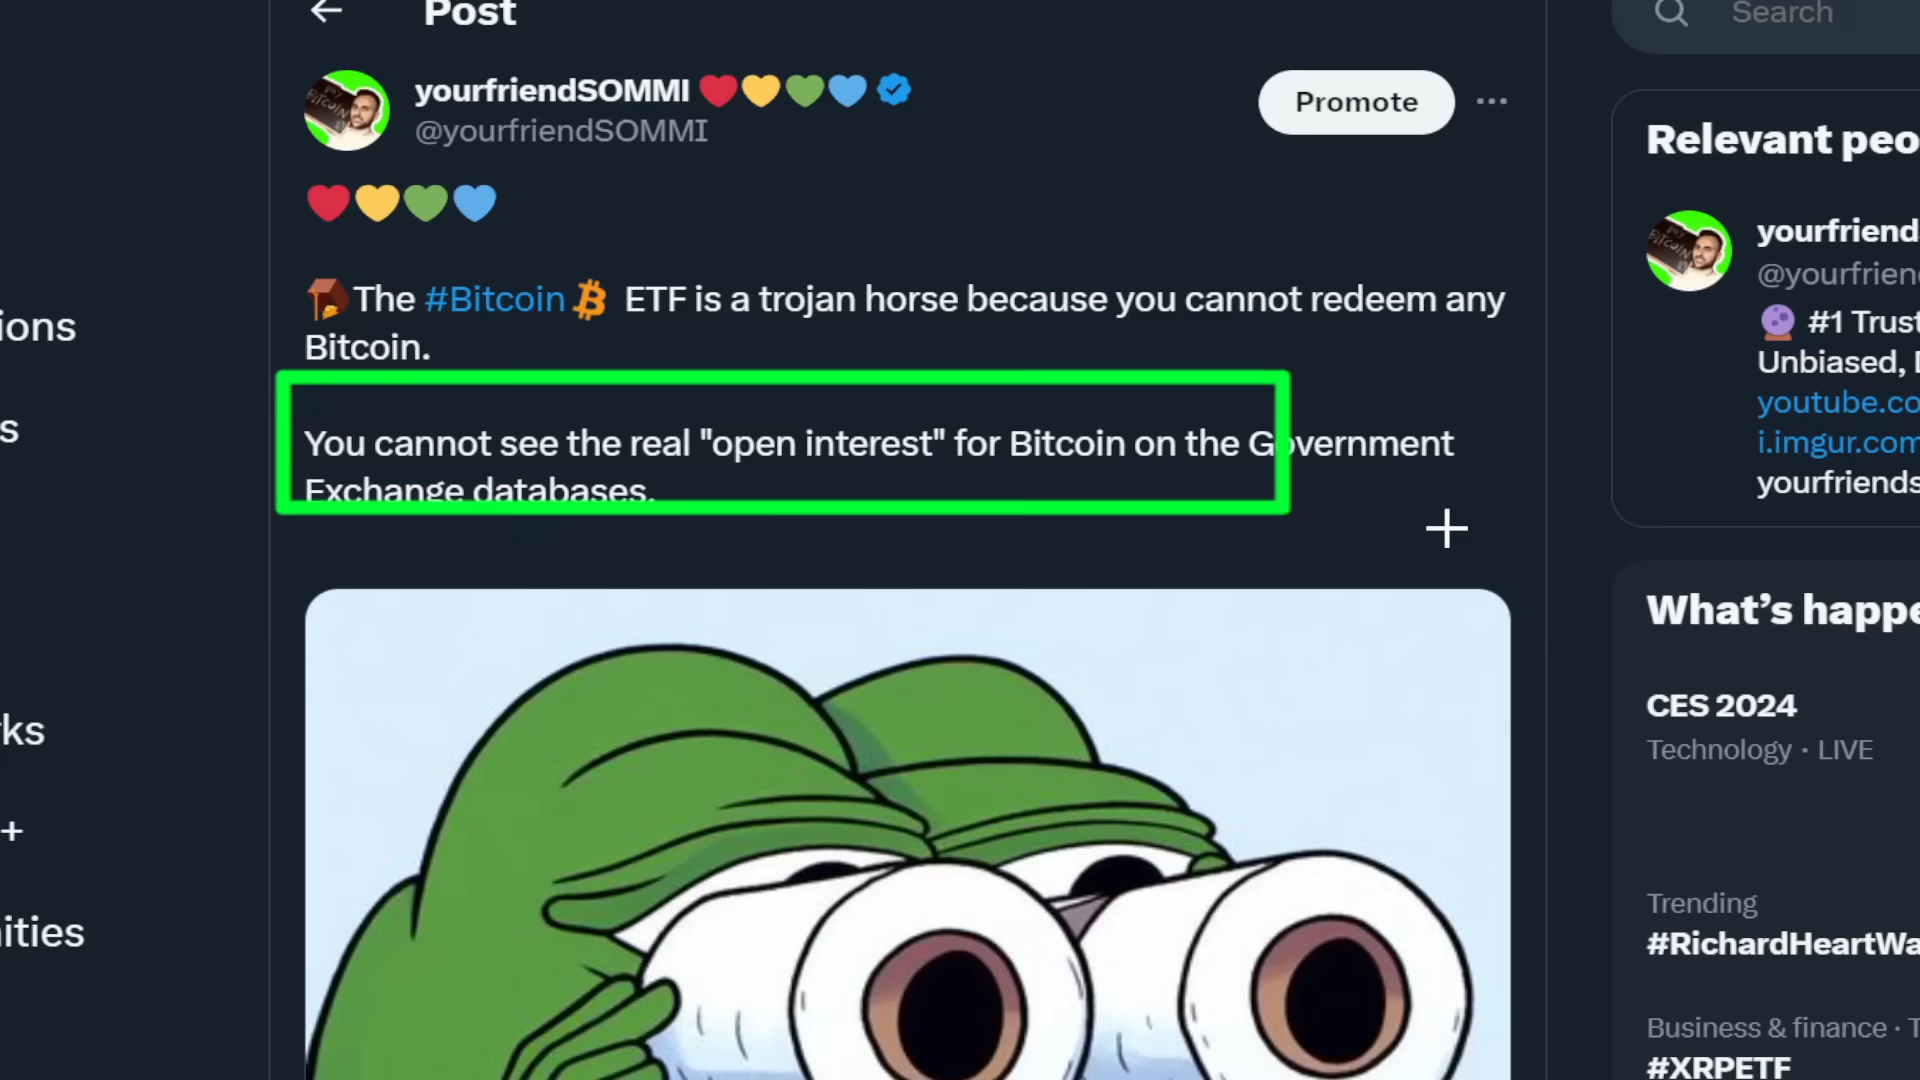 Post
Search
yourfriendSOMMI
@yourfriendSOMMI
Promote
The #Bitcoin ETF is a trojan horse because you cannot redeem any
Bitcoin.
You cannot see the real "open interest" for Bitcoin on the Government
Exchange databases.
ions
s
ks
+
ities
Relevant peo
yourfriend
@yourfrien
#1 Trust
Unbiased,
youtube.co
i.imgur.com
yourfriends
What's happe
CES 2024
Technology · LIVE
Trending
#RichardHeartWa
Business & finance · T
#XRPETF